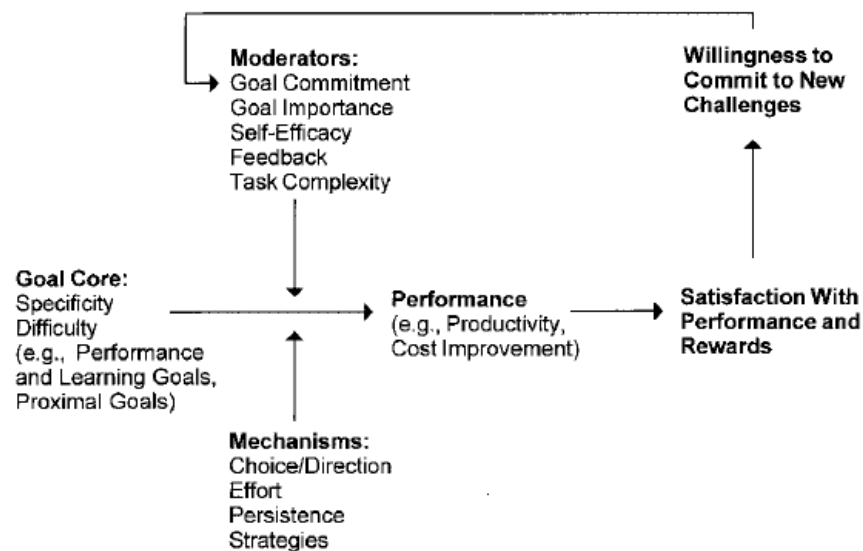 Moderators:
Goal Commitment
Goal Importance
Self-Efficacy
Feedback
Task Complexity
Willingness to
Commit to New
Challenges
Goal Core:
Specificity
Difficulty
(e.g., Performance
and Learning Goals,
Proximal Goals)
Performance
(e.g., Productivity,
Cost Improvement)
Satisfaction With
Performance and
Rewards
Mechanisms:
Choice/Direction
Effort
Persistence
Strategies